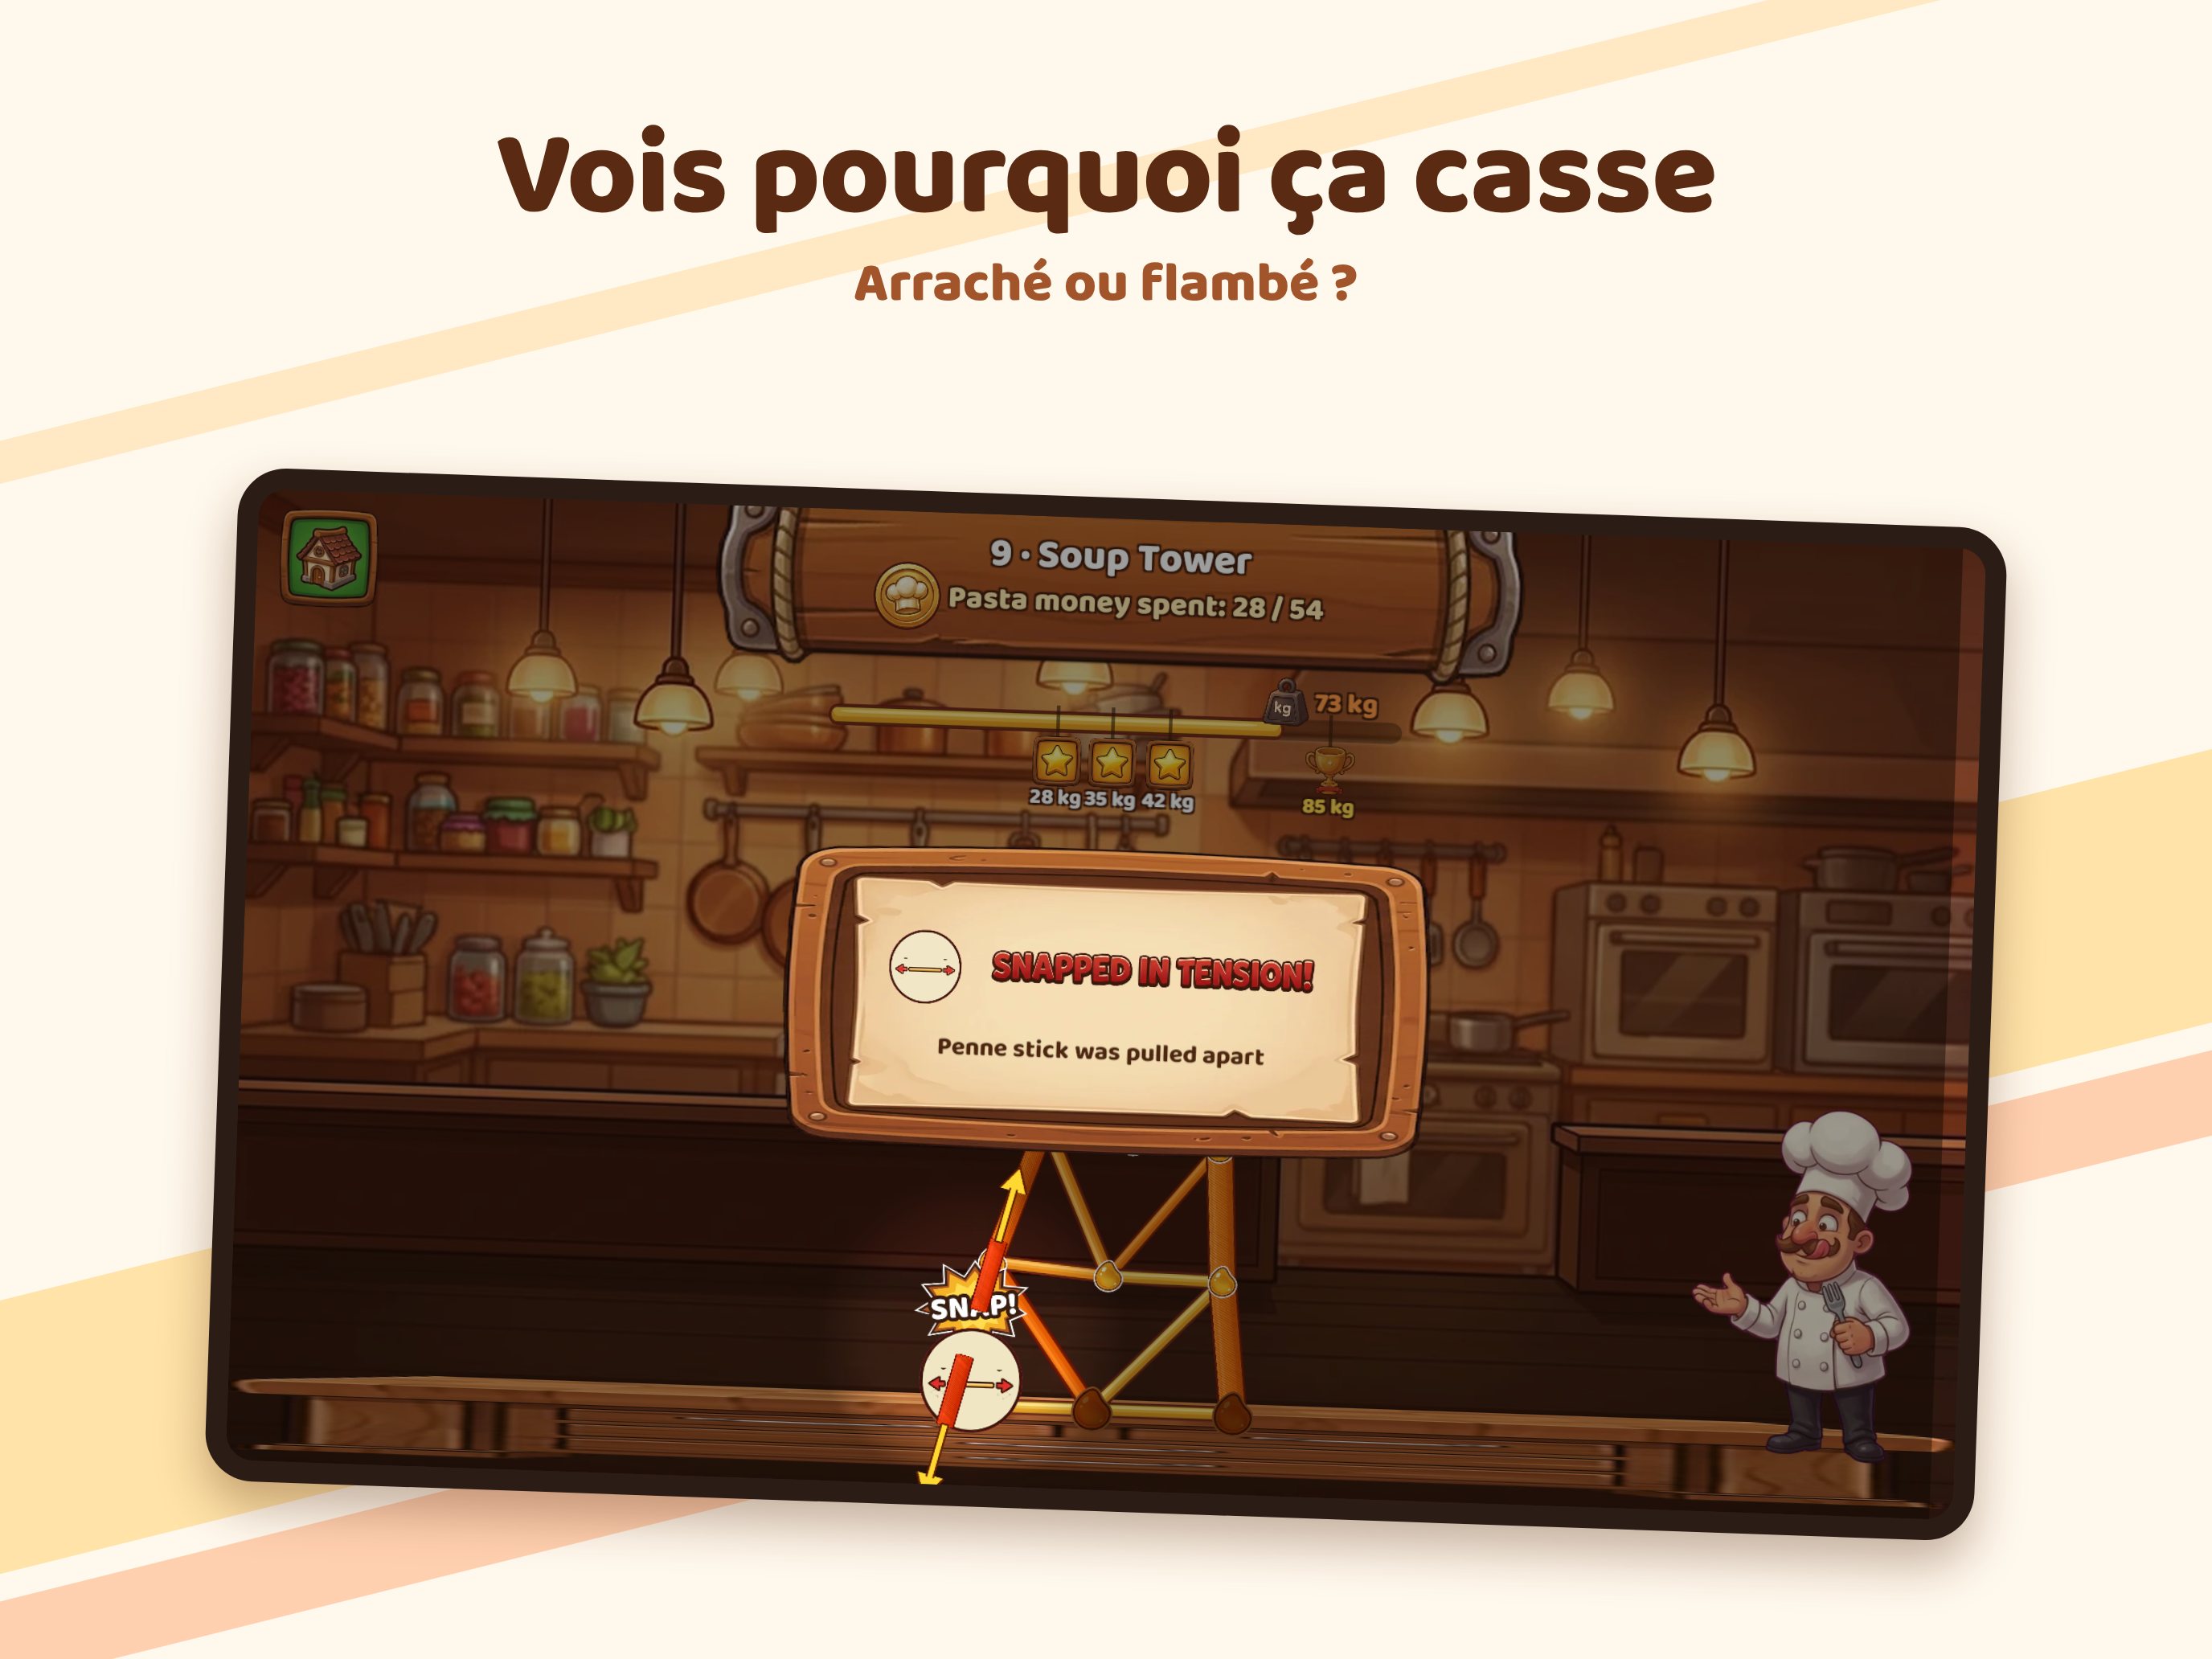 Vois pourquoi ça casse
Arraché ou flambé ?
9 · Soup Tower
Pasta money spent: 28 / 54
kg 73 kg
28 kg 35 kg 42 kg
85 kg
SNAPPED IN TENSION!
Penne stick was pulled apart
SNAP!